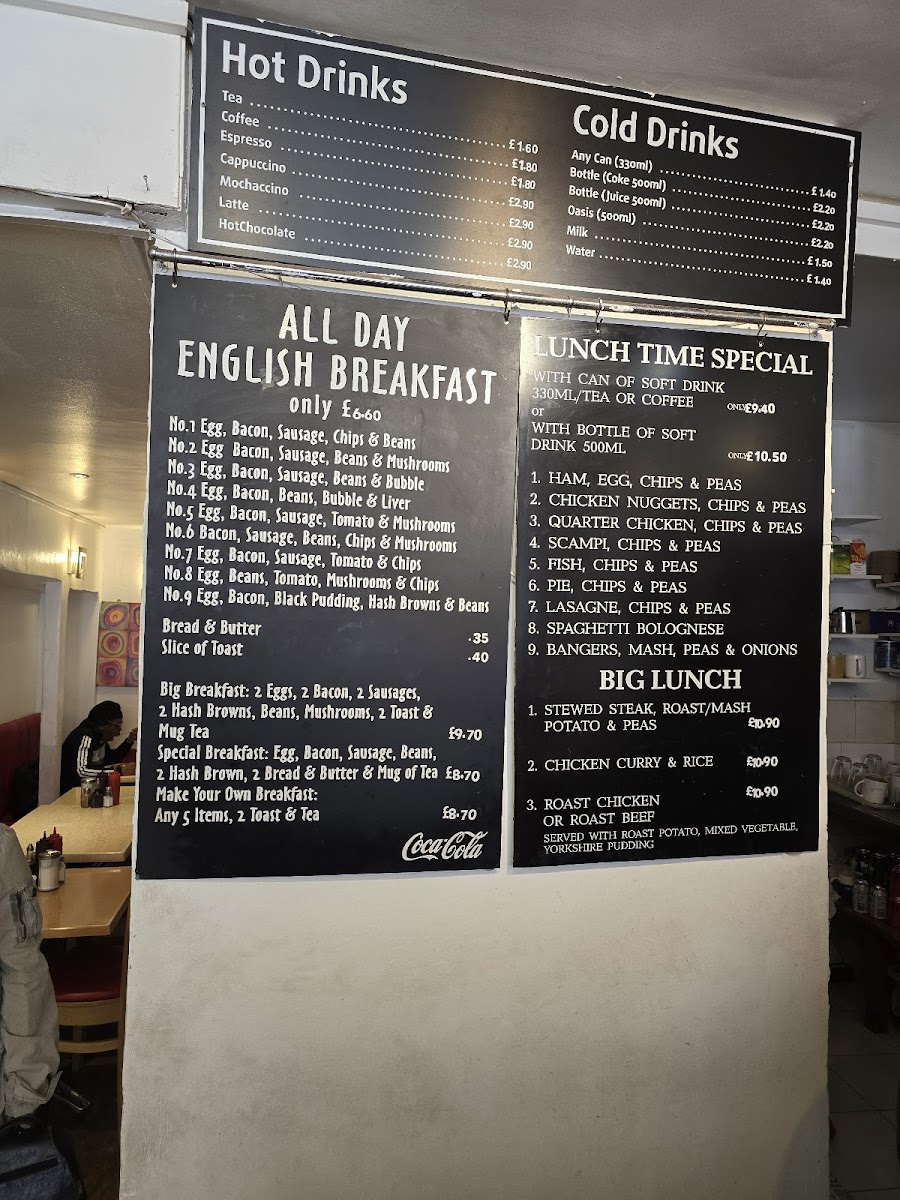 Hot Drinks
Tea ........ £1.60
Coffee ........ £1.80
Espresso ........ £1.80
Cappuccino ........ £2.90
Mochaccino ........ £2.90
Latte ........ £2.90
HotChocolate ........ £2.90
Cold Drinks
Any Can (330ml) ........ £1.40
Bottle (Coke 500ml) ........ £2.20
Bottle (Juice 500ml) ........ £2.20
Oasis (500ml) ........ £2.20
Milk ........ £1.50
Water ........ £1.40
ALL DAY
ENGLISH BREAKFAST
only £6.60
No.1 Egg, Bacon, Sausage, Chips & Beans
No.2 Egg Bacon, Sausage, Beans & Mushrooms
No.3 Egg, Bacon, Sausage, Beans & Bubble
No.4 Egg, Bacon, Beans, Bubble & Liver
No.5 Egg, Bacon, Sausage, Tomato & Mushrooms
No.6 Bacon, Sausage, Beans, Chips & Mushrooms
No.7 Egg, Bacon, Sausage, Tomato & Chips
No.8 Egg, Beans, Tomato, Mushrooms & Chips
No.9 Egg, Bacon, Black Pudding, Hash Browns & Beans
Bread & Butter .35
Slice of Toast .40
Big Breakfast: 2 Eggs, 2 Bacon, 2 Sausages,
2 Hash Browns, Beans, Mushrooms, 2 Toast &
Mug Tea £9.70
Special Breakfast: Egg, Bacon, Sausage, Beans,
2 Hash Brown, 2 Bread & Butter & Mug of Tea £8.70
Make Your Own Breakfast:
Any 5 Items, 2 Toast & Tea £8.70
Coca-Cola
LUNCH TIME SPECIAL
WITH CAN OF SOFT DRINK
330ML/TEA OR COFFEE ONLY £9.40
or
WITH BOTTLE OF SOFT
DRINK 500ML ONLY £10.50
1. HAM, EGG, CHIPS & PEAS
2. CHICKEN NUGGETS, CHIPS & PEAS
3. QUARTER CHICKEN, CHIPS & PEAS
4. SCAMPI, CHIPS & PEAS
5. FISH, CHIPS & PEAS
6. PIE, CHIPS & PEAS
7. LASAGNE, CHIPS & PEAS
8. SPAGHETTI BOLOGNESE
9. BANGERS, MASH, PEAS & ONIONS
BIG LUNCH
1. STEWED STEAK, ROAST/MASH
POTATO & PEAS £10.90
2. CHICKEN CURRY & RICE £10.90
3. ROAST CHICKEN £10.90
OR ROAST BEEF
SERVED WITH ROAST POTATO, MIXED VEGETABLE,
YORKSHIRE PUDDING